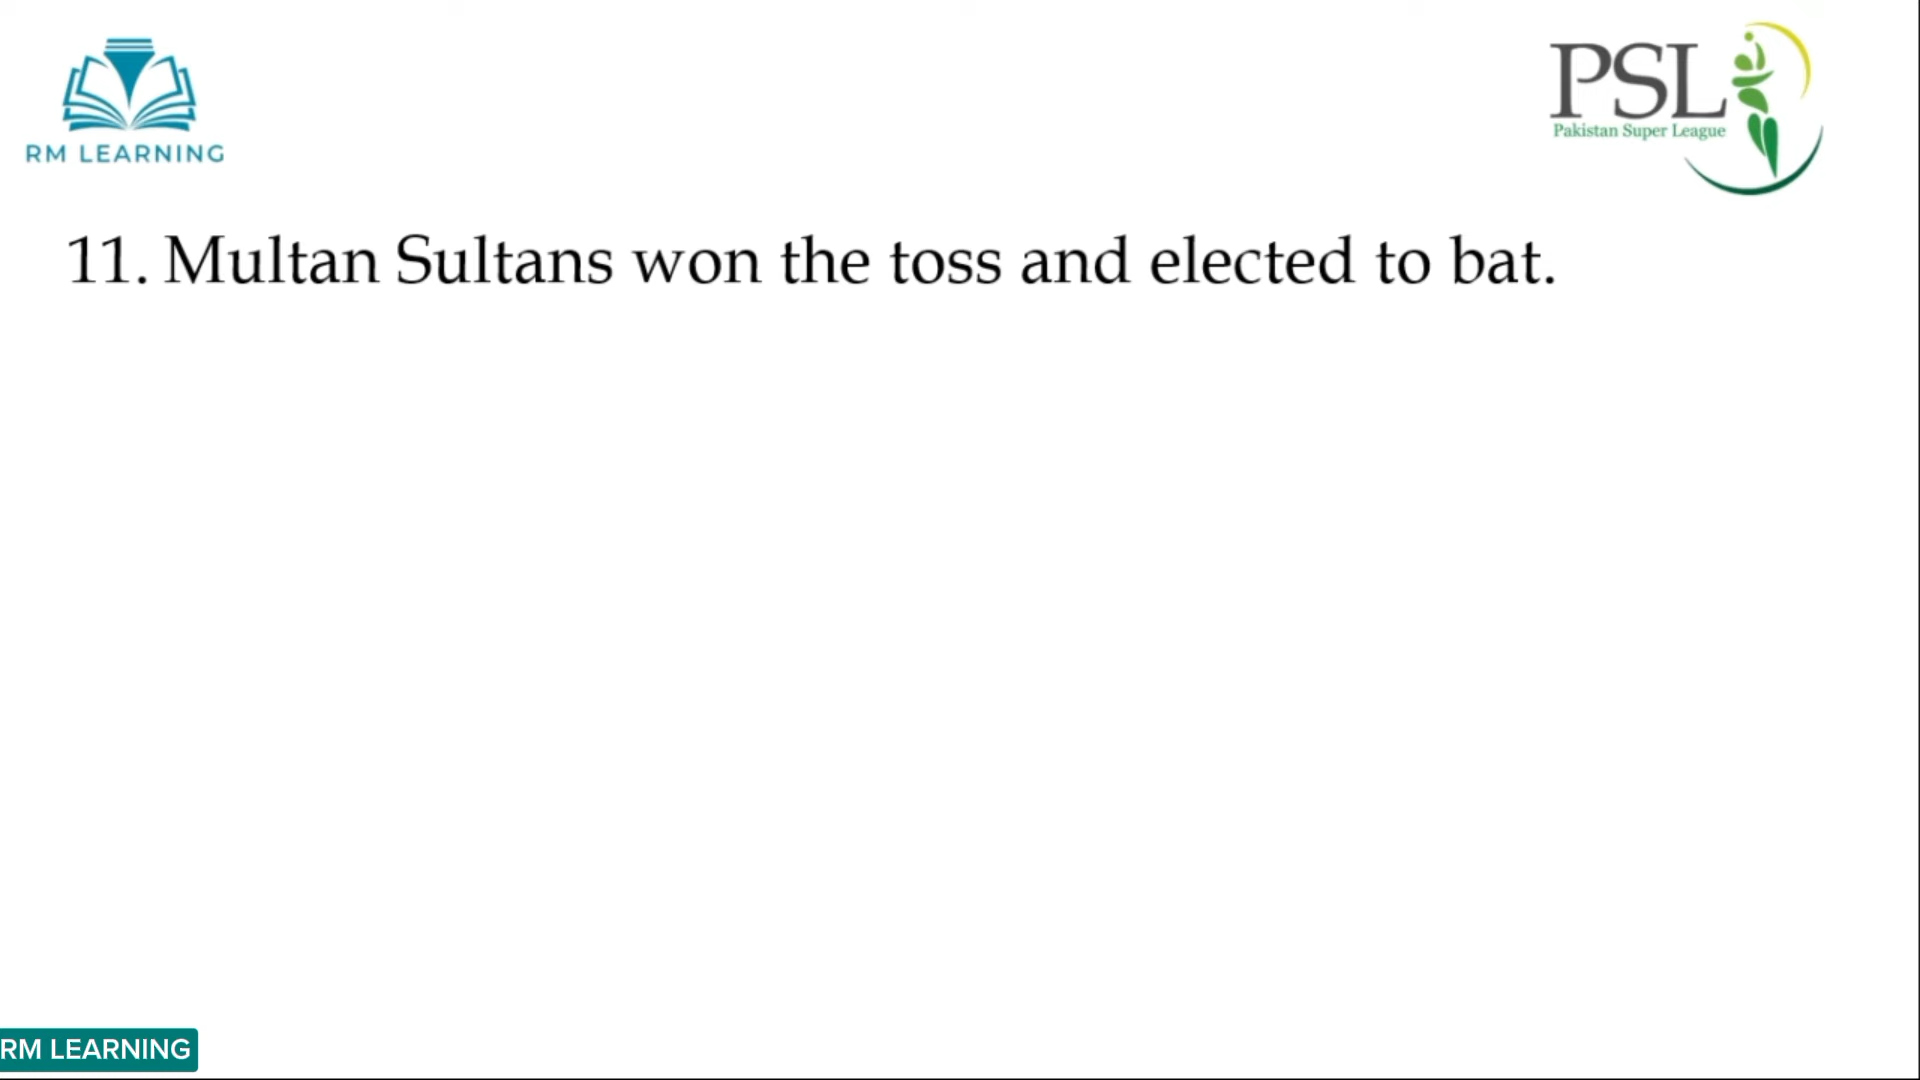 RM LEARNING
PSL
Pakistan Super League
11. Multan Sultans won the toss and elected to bat.
RM LEARNING